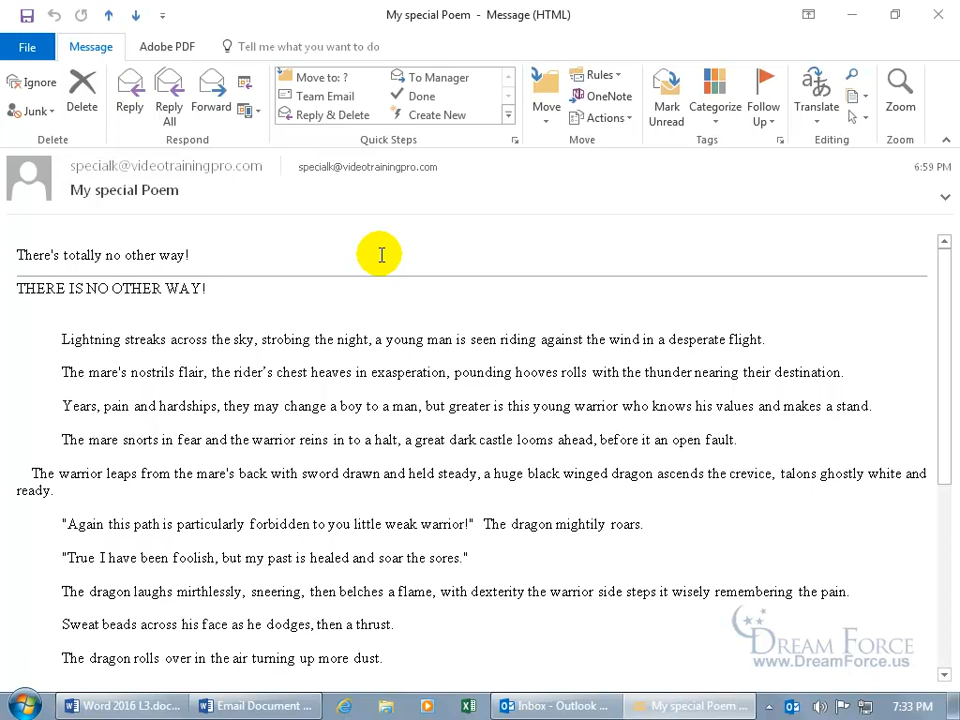 My special Poem - Message (HTML)
File
Message
Adobe PDF
Tell me what you want to do
Ignore
Junk
Delete
Reply
Reply All
Forward
Move to: ?
Team Email
Reply & Delete
To Manager
Done
Create New
Move
Rules
OneNote
Actions
Mark Unread
Categorize
Follow Up
Translate
Zoom
Delete
Respond
Quick Steps
Move
Tags
Editing
Zoom
specialk@videotrainingpro.com
specialk@videotrainingpro.com
6:59 PM
My special Poem
There's totally no other way!
THERE IS NO OTHER WAY!
Lightning streaks across the sky, strobing the night, a young man is seen riding against the wind in a desperate flight.
The mare's nostrils flair, the rider's chest heaves in exasperation, pounding hooves rolls with the thunder nearing their destination.
Years, pain and hardships, they may change a boy to a man, but greater is this young warrior who knows his values and makes a stand.
The mare snorts in fear and the warrior reins in to a halt, a great dark castle looms ahead, before it an open fault.
The warrior leaps from the mare's back with sword drawn and held steady, a huge black winged dragon ascends the crevice, talons ghostly white and
ready.
"Again this path is particularly forbidden to you little weak warrior!" The dragon mightily roars.
"True I have been foolish, but my past is healed and soar the sores."
The dragon laughs mirthlessly, sneering, then belches a flame, with dexterity the warrior side steps it wisely remembering the pain.
Sweat beads across his face as he dodges, then a thrust.
The dragon rolls over in the air turning up more dust.
DREAM FORCE
www.DreamForce.us
Word 2016 L3.doc...
Email Document ...
Inbox - Outlook ...
My special Poem ...
7:33 PM